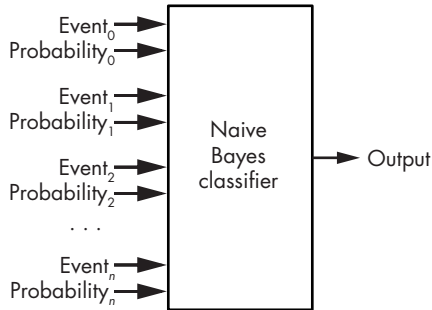 Event₀
Probability₀
Event₁
Probability₁
Event₂
Probability₂
. . .
Eventₙ
Probabilityₙ
Naive
Bayes
classifier
Output